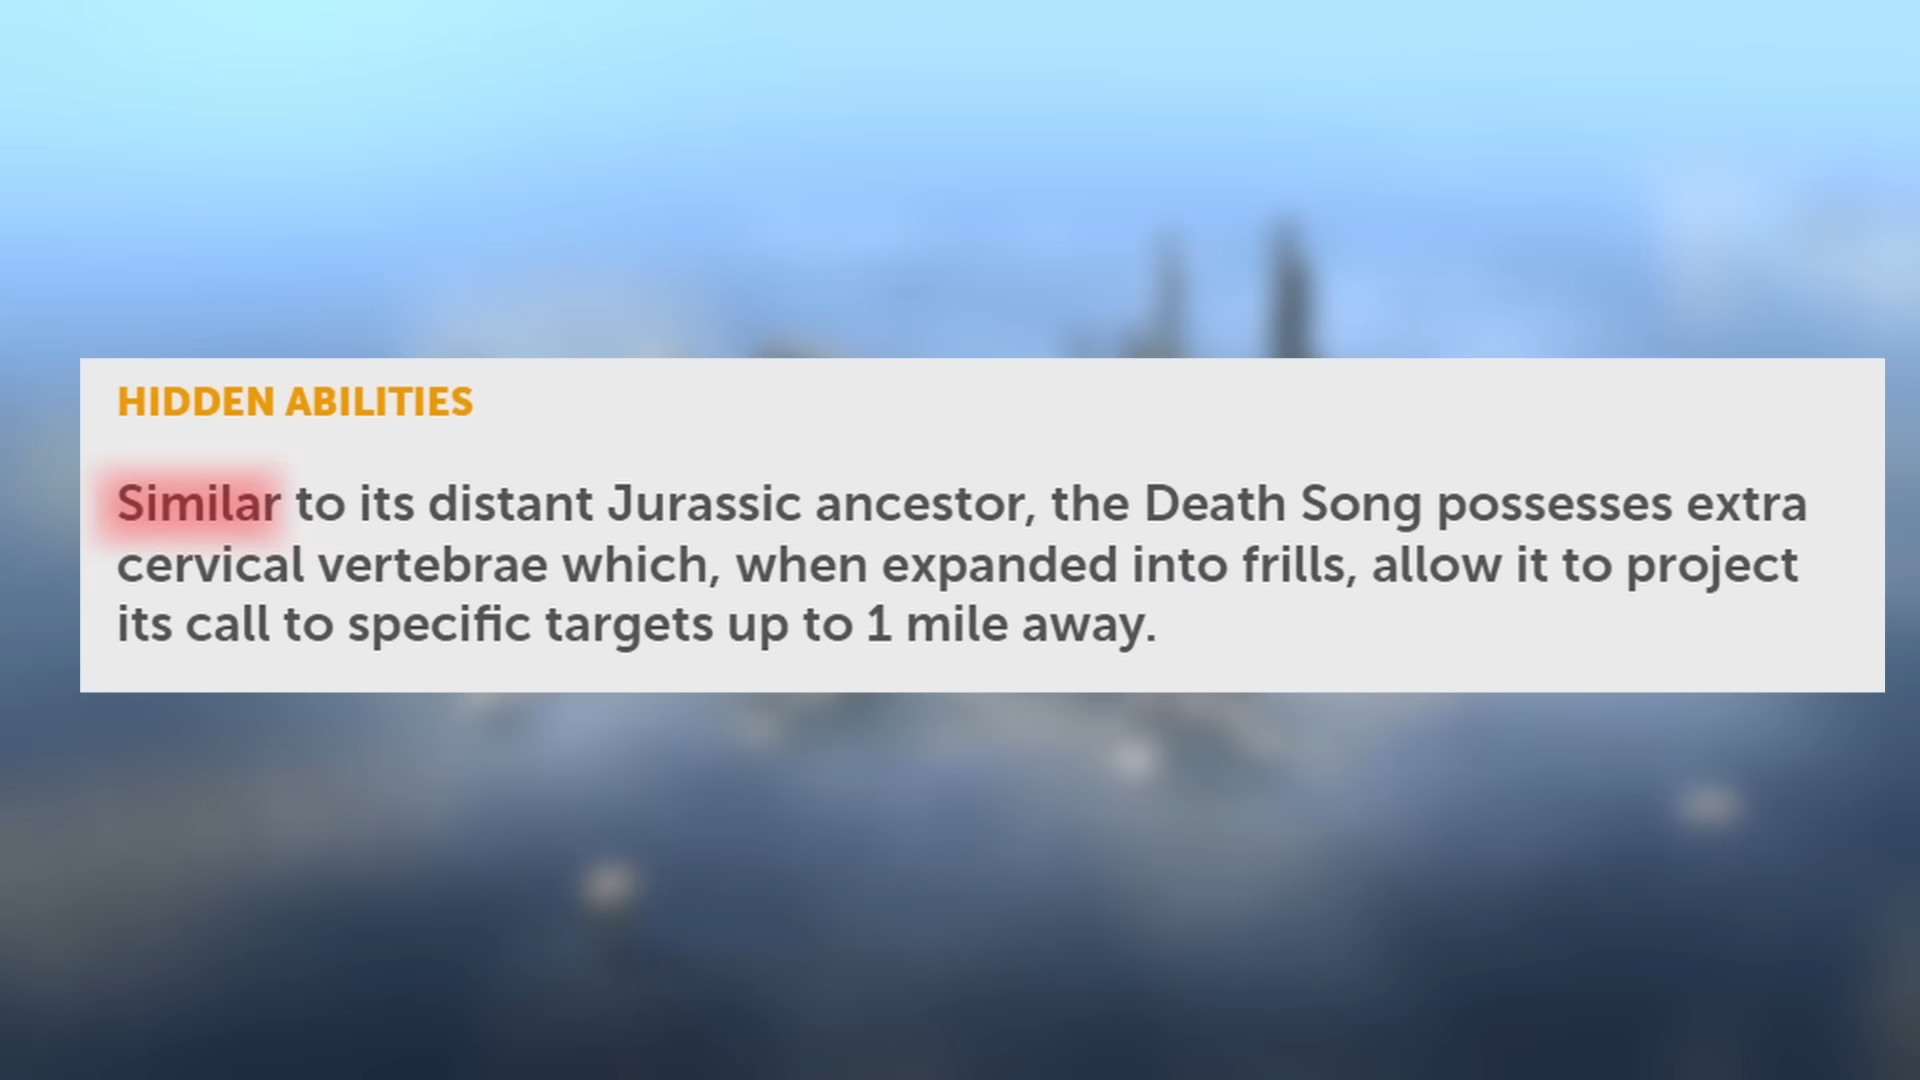 HIDDEN ABILITIES
Similar to its distant Jurassic ancestor, the Death Song possesses extra
cervical vertebrae which, when expanded into frills, allow it to project
its call to specific targets up to 1 mile away.